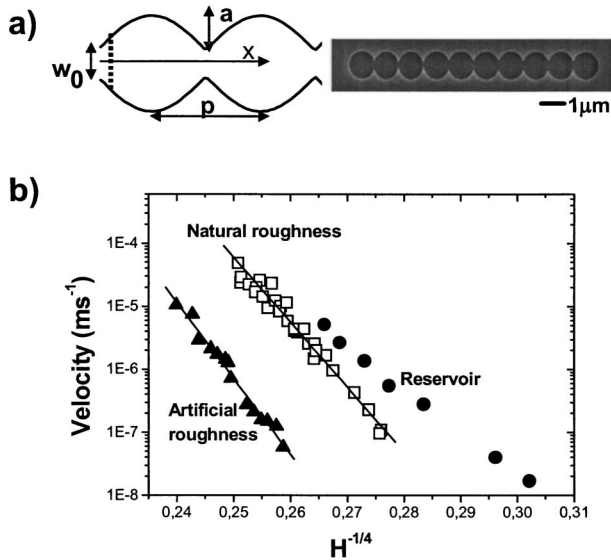 a)
a
x
w0
p
1μm
b)
Velocity (ms-1)
1E-4
1E-5
1E-6
1E-7
1E-8
Natural roughness
Reservoir
Artificial
roughness
0,24 0,25 0,26 0,27 0,28 0,29 0,30 0,31
H-1/4